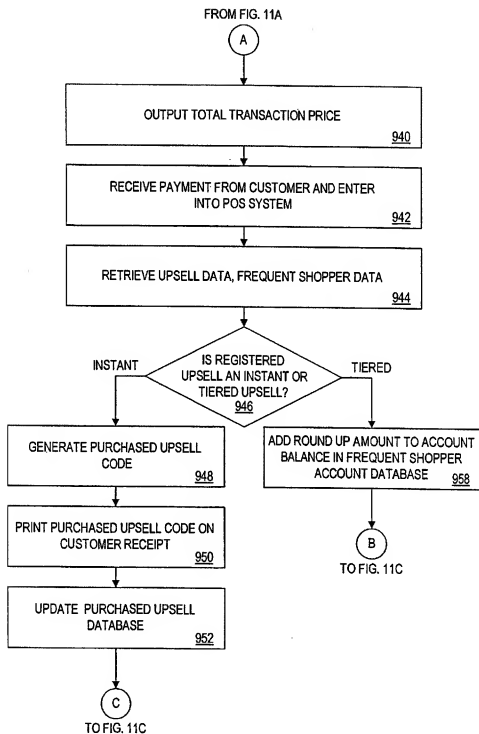 FROM FIG. 11A
A
OUTPUT TOTAL TRANSACTION PRICE
940
RECEIVE PAYMENT FROM CUSTOMER AND ENTER
INTO POS SYSTEM
942
RETRIEVE UPSELL DATA, FREQUENT SHOPPER DATA
944
IS REGISTERED
UPSELL AN INSTANT OR
TIERED UPSELL?
946
INSTANT
TIERED
GENERATE PURCHASED UPSELL
CODE
948
PRINT PURCHASED UPSELL CODE ON
CUSTOMER RECEIPT
950
UPDATE PURCHASED UPSELL
DATABASE
952
C
TO FIG. 11C
ADD ROUND UP AMOUNT TO ACCOUNT
BALANCE IN FREQUENT SHOPPER
ACCOUNT DATABASE
958
B
TO FIG. 11C